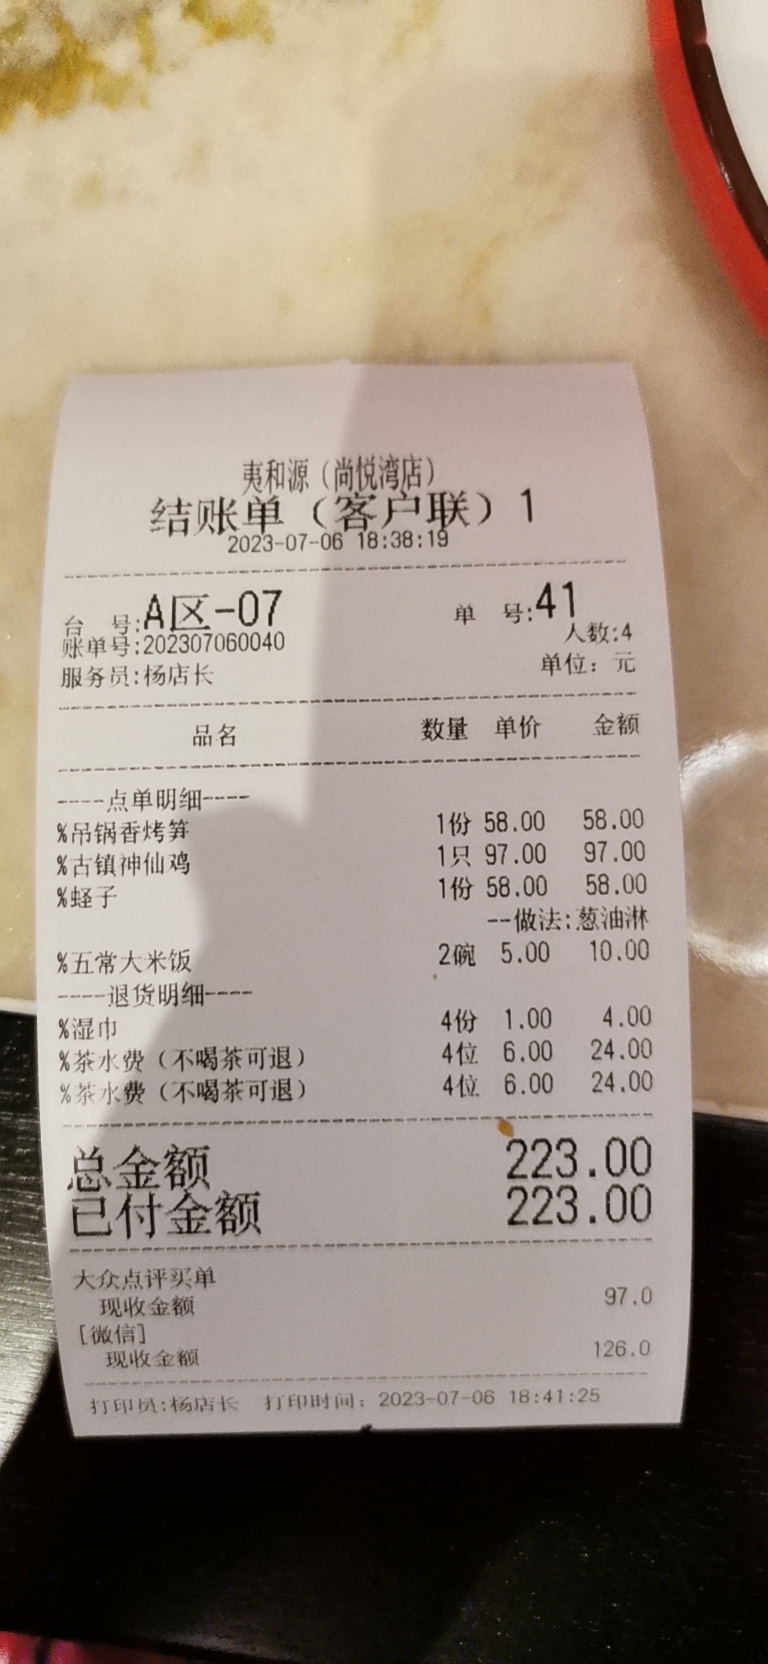 夷和源（尚悦湾店）
结账单（客户联）1
2023-07-06 18:38:19
台 号:A区-07 单 号:41
账单号:202307060040 人数:4
服务员:杨店长 单位：元
品名 数量 单价 金额
----点单明细----
%吊锅香烤笋 1份 58.00 58.00
%古镇神仙鸡 1只 97.00 97.00
%蛏子 1份 58.00 58.00
--做法:葱油淋
%五常大米饭 2碗 5.00 10.00
----退货明细----
%湿巾 4份 1.00 4.00
%茶水费（不喝茶可退） 4位 6.00 24.00
%茶水费（不喝茶可退） 4位 6.00 24.00
总金额 223.00
已付金额 223.00
大众点评买单
现收金额 97.0
[微信]
现收金额 126.0
打印员:杨店长 打印时间：2023-07-06 18:41:25